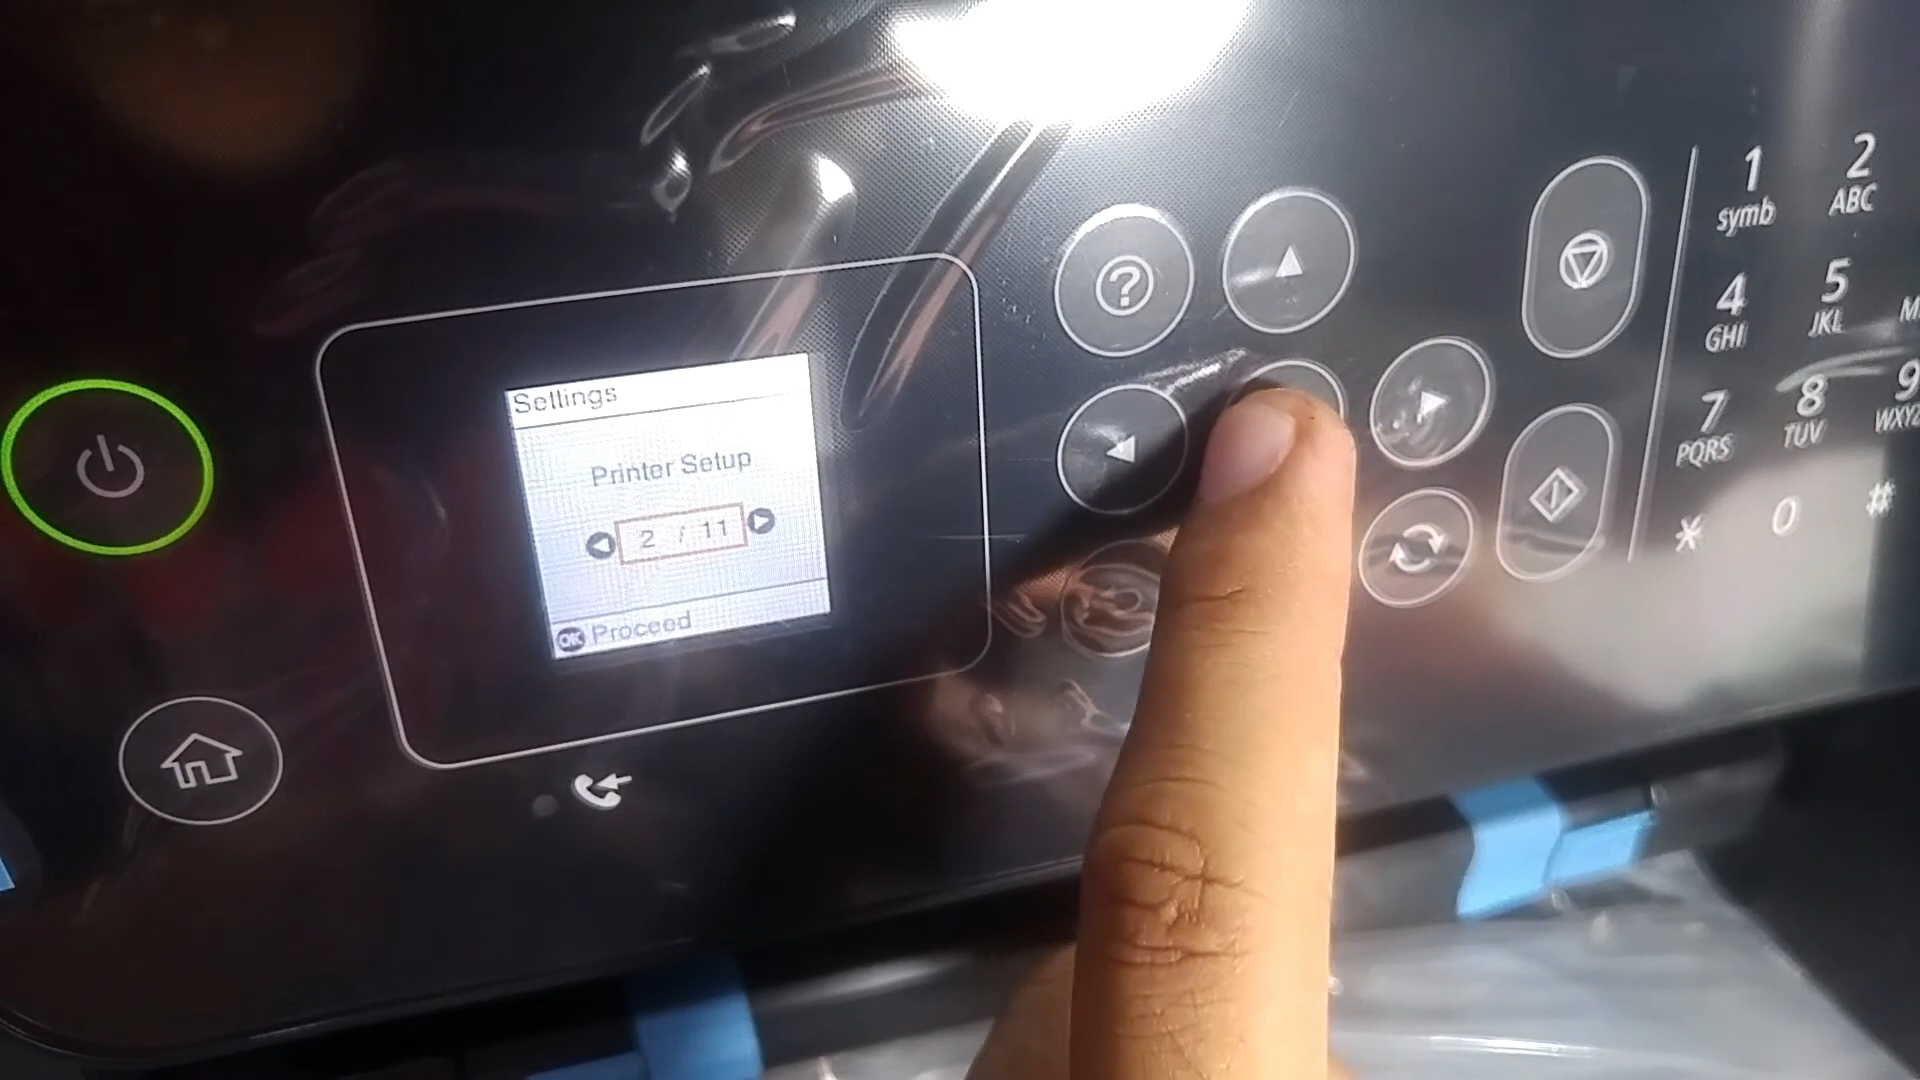 Settings
Printer Setup
2 / 11
OK Proceed
?
1 2
symb ABC
4 5
GHI JKL M
7 8 9
PQRS TUV WXYZ
* 0 #